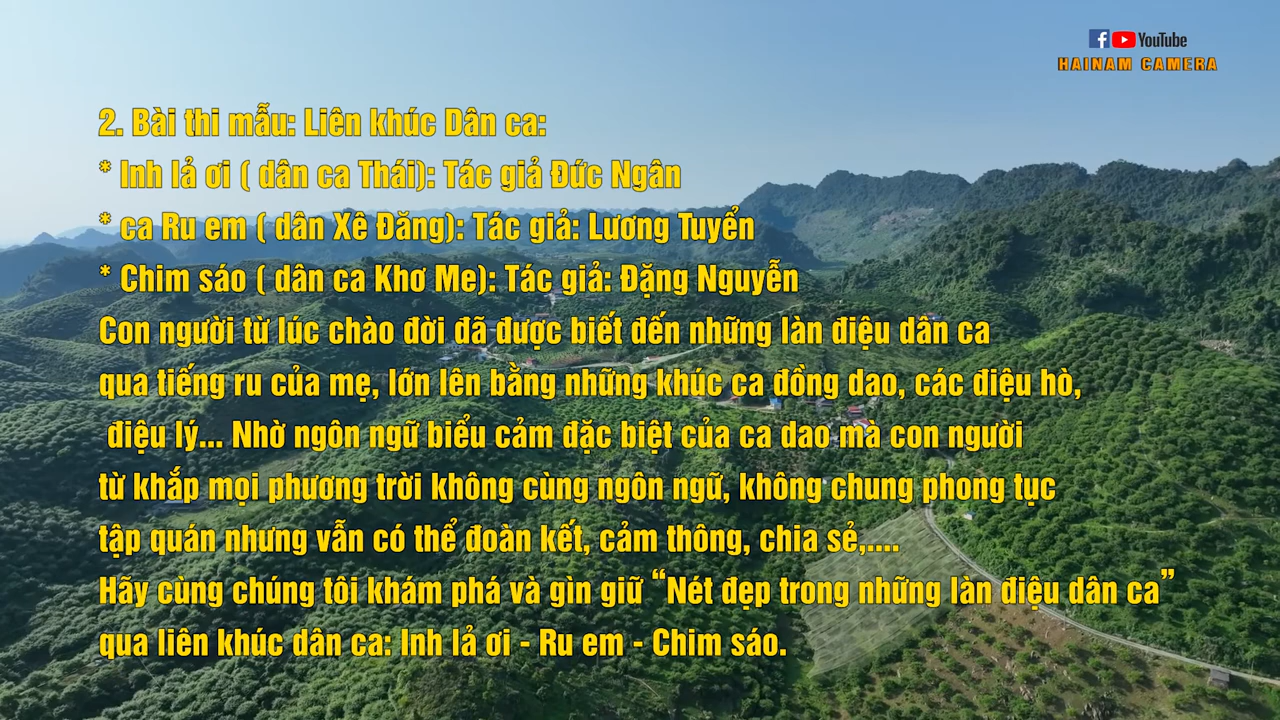 YouTube
HAINAM CAMERA
2. Bài thi mẫu: Liên khúc Dân ca:
* Inh lả ơi ( dân ca Thái): Tác giả Đức Ngân
* ca Ru em ( dân Xê Đăng): Tác giả: Lương Tuyển
* Chim sáo ( dân ca Khơ Me): Tác giả: Đặng Nguyễn
Con người từ lúc chào đời đã được biết đến những làn điệu dân ca
qua tiếng ru của mẹ, lớn lên bằng những khúc ca đồng dao, các điệu hò,
điệu lý... Nhờ ngôn ngữ biểu cảm đặc biệt của ca dao mà con người
từ khắp mọi phương trời không cùng ngôn ngữ, không chung phong tục
tập quán nhưng vẫn có thể đoàn kết, cảm thông, chia sẻ,....
Hãy cùng chúng tôi khám phá và gìn giữ “Nét đẹp trong những làn điệu dân ca”
qua liên khúc dân ca: Inh lả ơi - Ru em - Chim sáo.